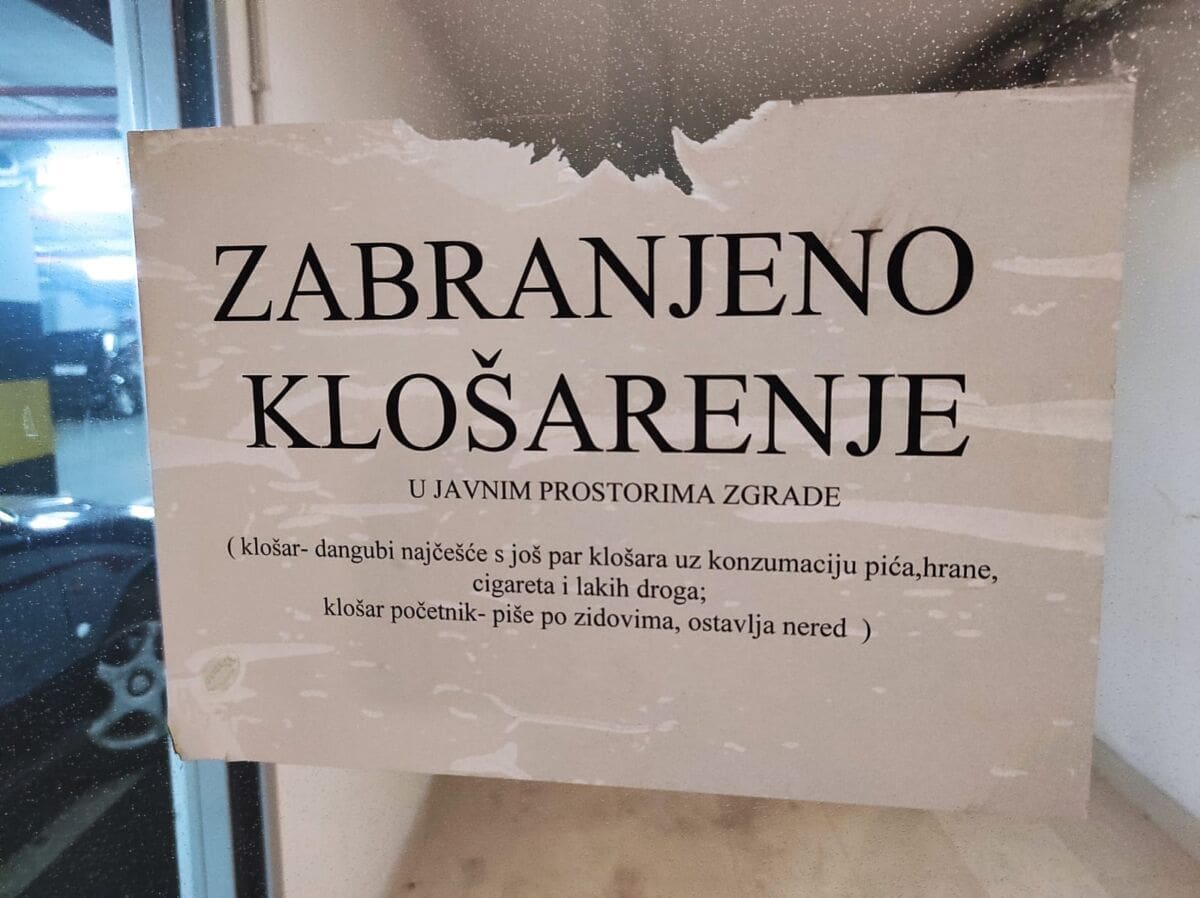 ZABRANJENO
KLOŠARENJE
U JAVNIM PROSTORIMA ZGRADE
( klošar- dangubi najčešće s još par klošara uz konzumaciju pića,hrane,
cigareta i lakih droga;
klošar početnik- piše po zidovima, ostavlja nered )